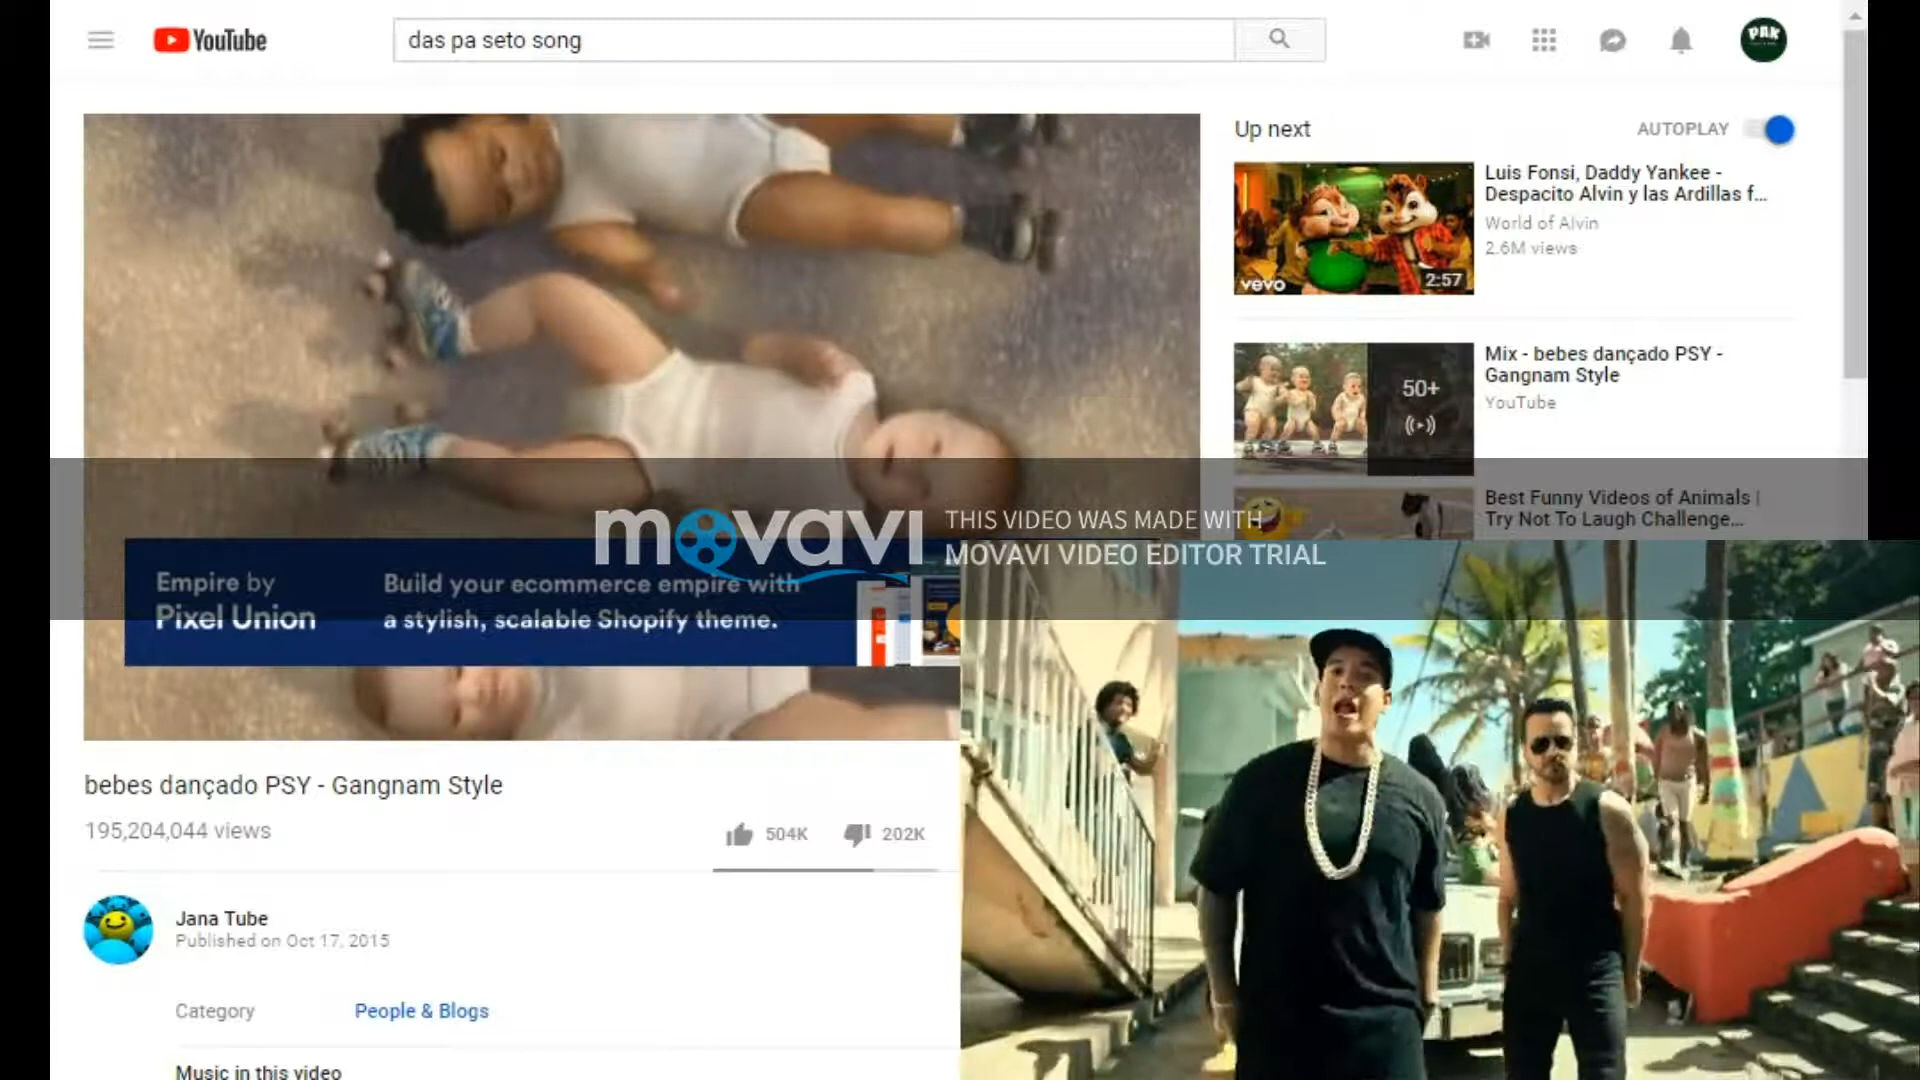 YouTube
das pa seto song
PAK
Up next
AUTOPLAY
Luis Fonsi, Daddy Yankee -
Despacito Alvin y las Ardillas f...
World of Alvin
2.6M views
vevo
2:57
Mix - bebes dançado PSY -
Gangnam Style
YouTube
50+
Best Funny Videos of Animals |
Try Not To Laugh Challenge...
movavi
THIS VIDEO WAS MADE WITH
MOVAVI VIDEO EDITOR TRIAL
Empire by
Pixel Union
Build your ecommerce empire with
a stylish, scalable Shopify theme.
bebes dançado PSY - Gangnam Style
195,204,044 views
504K
202K
Jana Tube
Published on Oct 17, 2015
Category
People & Blogs
Music in this video